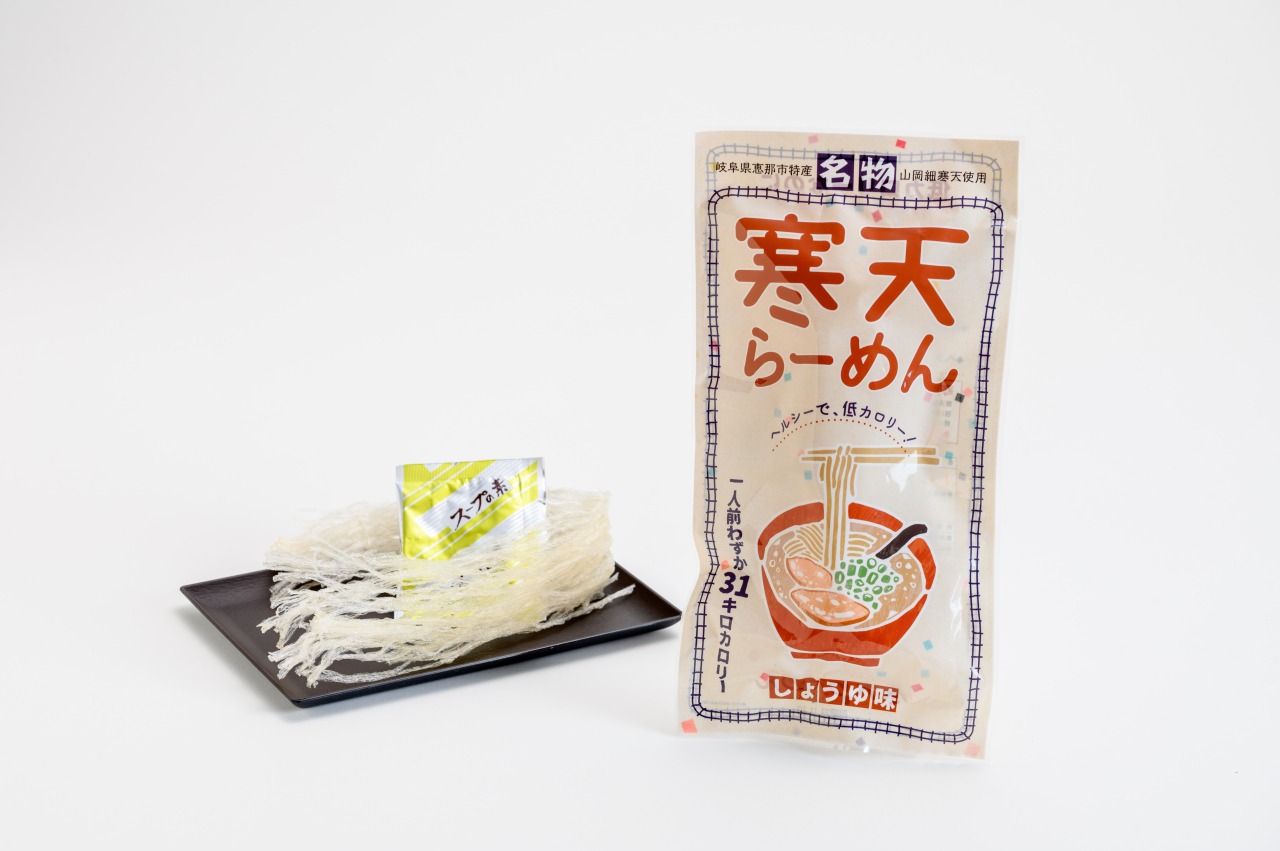 岐阜県恵那市特産 名物 山岡細寒天使用
寒天
らーめん
ヘルシーで、低カロリー!
一人前わずか31キロカロリー
しょうゆ味
スープの素